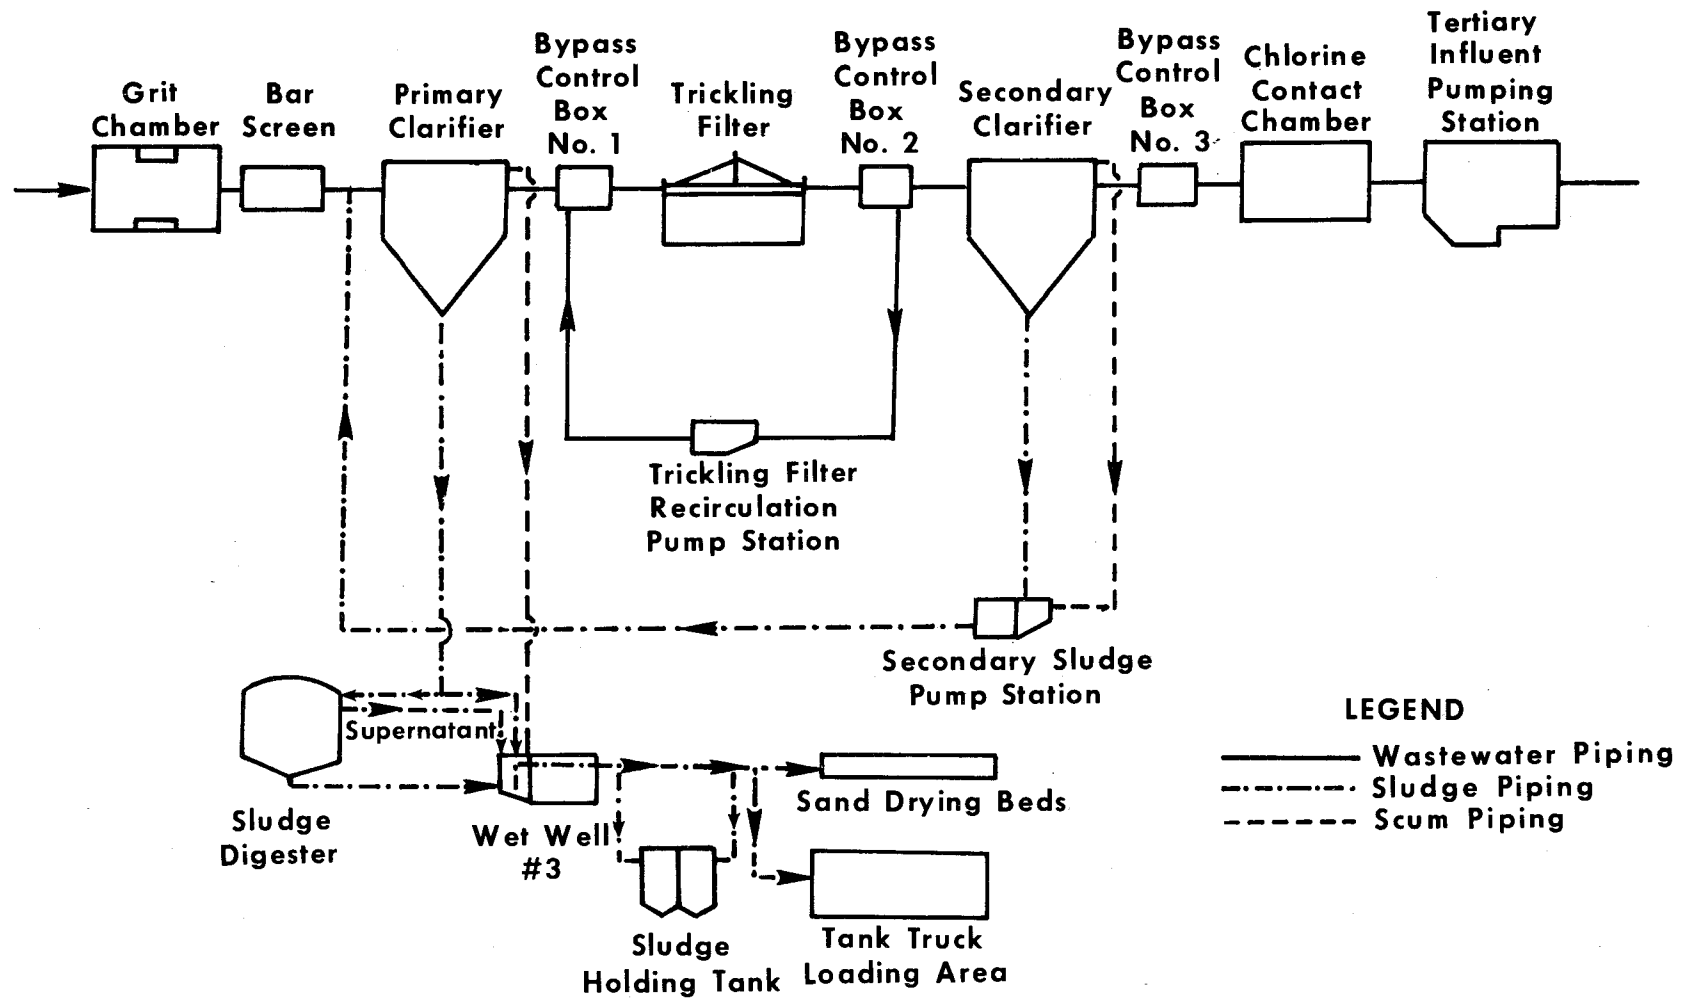 Grit
Chamber
Bar
Screen
Primary
Clarifier
Bypass
Control
Box
No. 1
Trickling
Filter
Bypass
Control
Box
No. 2
Secondary
Clarifier
Bypass
Control
Box
No. 3
Chlorine
Contact
Chamber
Tertiary
Influent
Pumping
Station
Trickling Filter
Recirculation
Pump Station
Secondary Sludge
Pump Station
Supernatant
Sludge
Digester
Wet Well
#3
Sand Drying Beds
Sludge
Holding Tank
Tank Truck
Loading Area
LEGEND
Wastewater Piping
Sludge Piping
Scum Piping